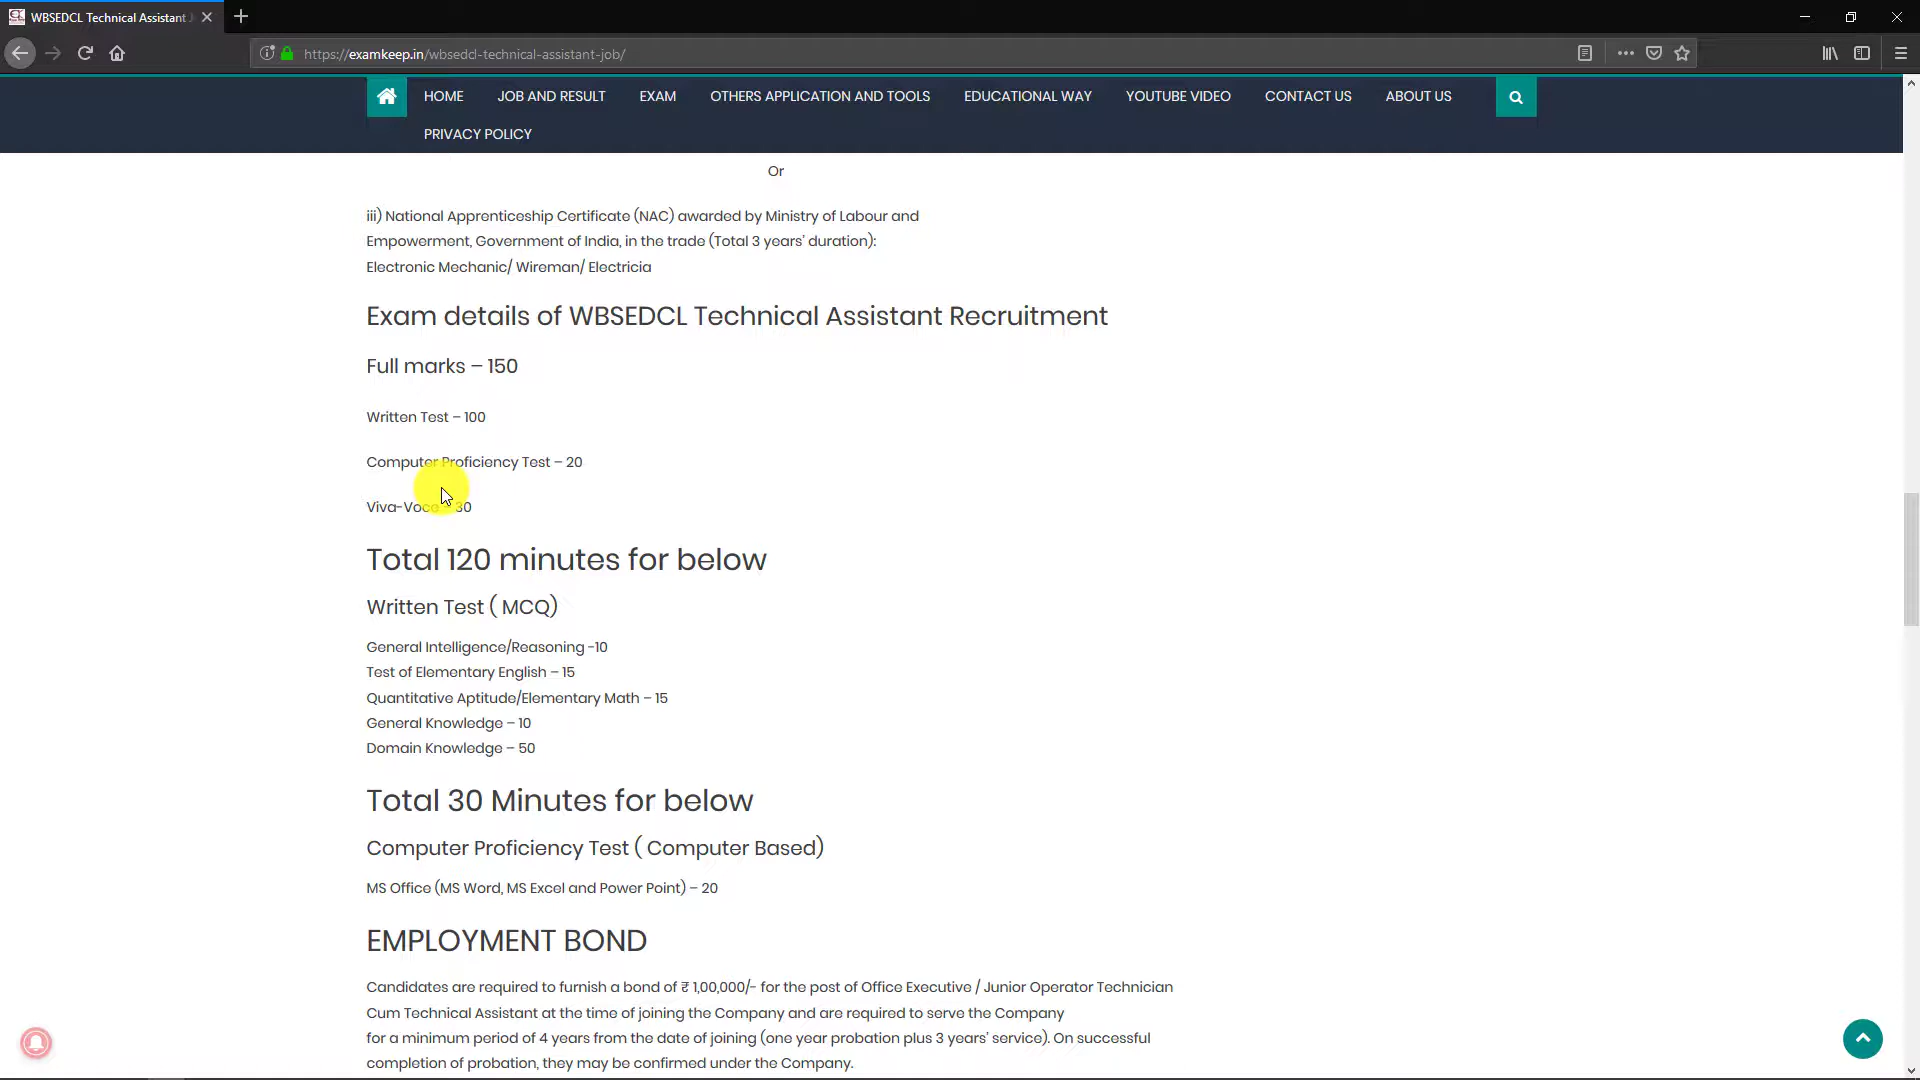 WBSEDCL Technical Assistant
https://examkeep.in/wbsedcl-technical-assistant-job/
HOME
JOB AND RESULT
EXAM
OTHERS APPLICATION AND TOOLS
EDUCATIONAL WAY
YOUTUBE VIDEO
CONTACT US
ABOUT US
PRIVACY POLICY
Or
iii) National Apprenticeship Certificate (NAC) awarded by Ministry of Labour and
Empowerment, Government of India, in the trade (Total 3 years' duration):
Electronic Mechanic/ Wireman/ Electricia
Exam details of WBSEDCL Technical Assistant Recruitment
Full marks – 150
Written Test – 100
Computer Proficiency Test – 20
Viva-Voce – 30
Total 120 minutes for below
Written Test ( MCQ)
General Intelligence/Reasoning -10
Test of Elementary English – 15
Quantitative Aptitude/Elementary Math – 15
General Knowledge – 10
Domain Knowledge – 50
Total 30 Minutes for below
Computer Proficiency Test ( Computer Based)
MS Office (MS Word, MS Excel and Power Point) – 20
EMPLOYMENT BOND
Candidates are required to furnish a bond of ₹ 1,00,000/- for the post of Office Executive / Junior Operator Technician
Cum Technical Assistant at the time of joining the Company and are required to serve the Company
for a minimum period of 4 years from the date of joining (one year probation plus 3 years' service). On successful
completion of probation, they may be confirmed under the Company.